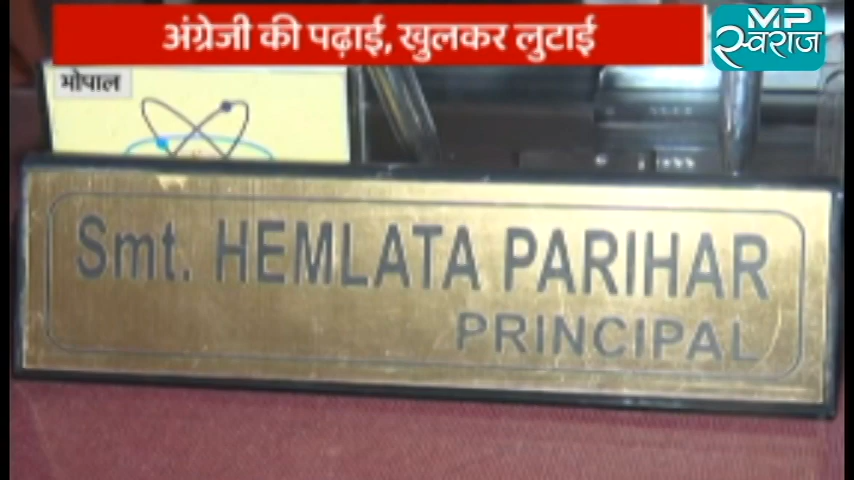 अंग्रेजी की पढ़ाई, खुलकर लुटाई
MP
स्वराज
भोपाल
Smt. HEMLATA PARIHAR
PRINCIPAL